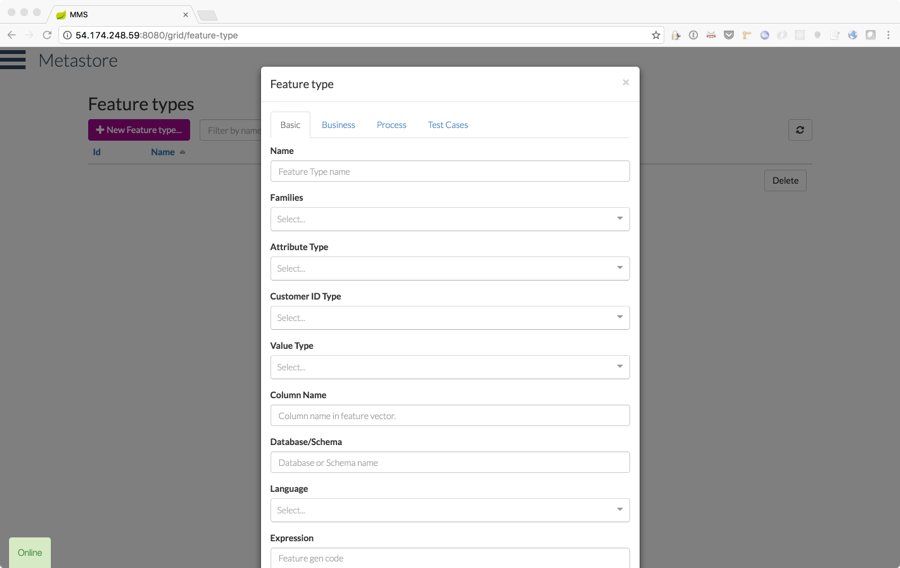 MMS
54.174.248.59:8080/grid/feature-type
Metastore
Feature types
New Feature type...
Filter by name
Id
Name
Delete
Feature type
×
Basic
Business
Process
Test Cases
Name
Feature Type name
Families
Select...
Attribute Type
Select...
Customer ID Type
Select...
Value Type
Select...
Column Name
Column name in feature vector.
Database/Schema
Database or Schema name
Language
Select...
Expression
Feature gen code
Online